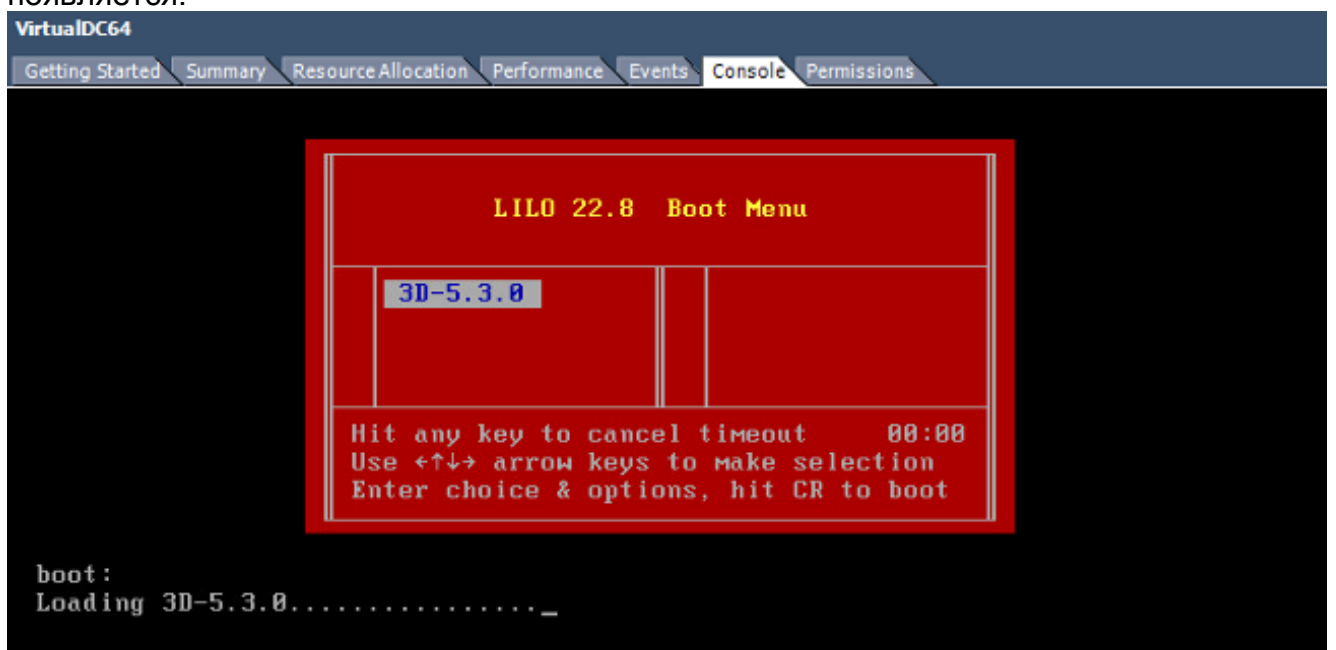 появляется.
VirtualDC64
Getting Started Summary Resource Allocation Performance Events Console Permissions
LILO 22.8 Boot Menu
3D-5.3.0
Hit any key to cancel timeout 00:00
Use ←↑↓→ arrow keys to make selection
Enter choice & options, hit CR to boot
boot:
Loading 3D-5.3.0................_